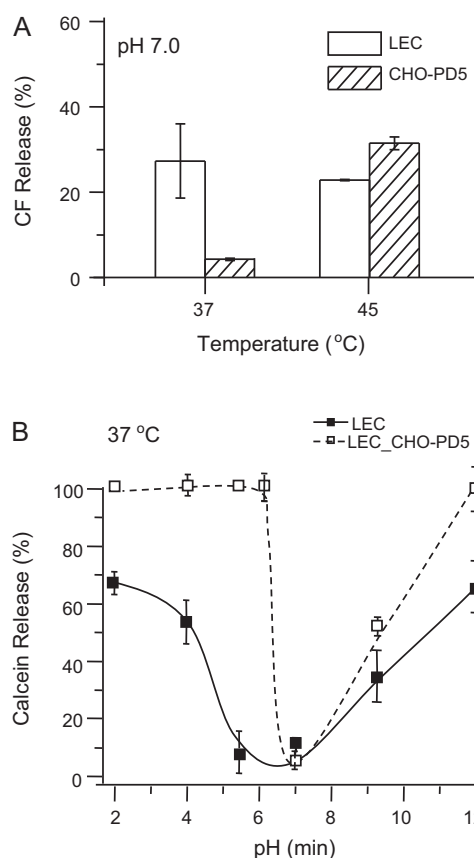 A
pH 7.0
LEC
CHO-PD5
CF Release (%)
60
40
20
0
37
45
Temperature (°C)
B
37 °C
LEC
LEC_CHO-PD5
Calcein Release (%)
100
80
60
40
20
0
2
4
6
8
10
12
pH (min)